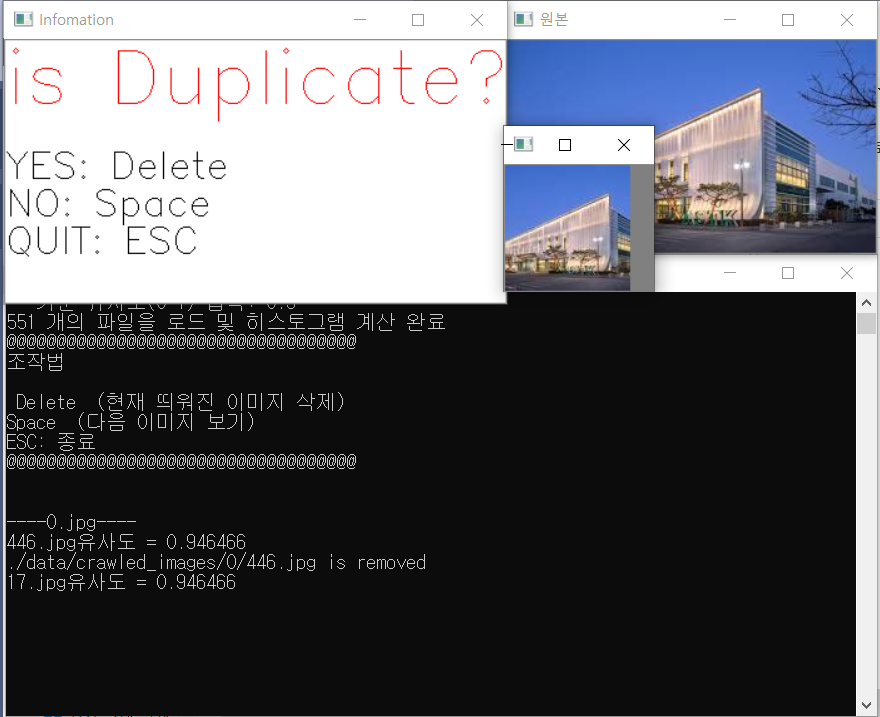 Infomation
원본
is Duplicate?
YES: Delete
NO: Space
QUIT: ESC
551 개의 파일을 로드 및 히스토그램 계산 완료
@@@@@@@@@@@@@@@@@@@@@@@@@@@@@@@@@@@
조작법
Delete (현재 띄워진 이미지 삭제)
Space (다음 이미지 보기)
ESC: 종료
@@@@@@@@@@@@@@@@@@@@@@@@@@@@@@@@@@@
----0.jpg----
446.jpg유사도 = 0.946466
./data/crawled_images/0/446.jpg is removed
17.jpg유사도 = 0.946466